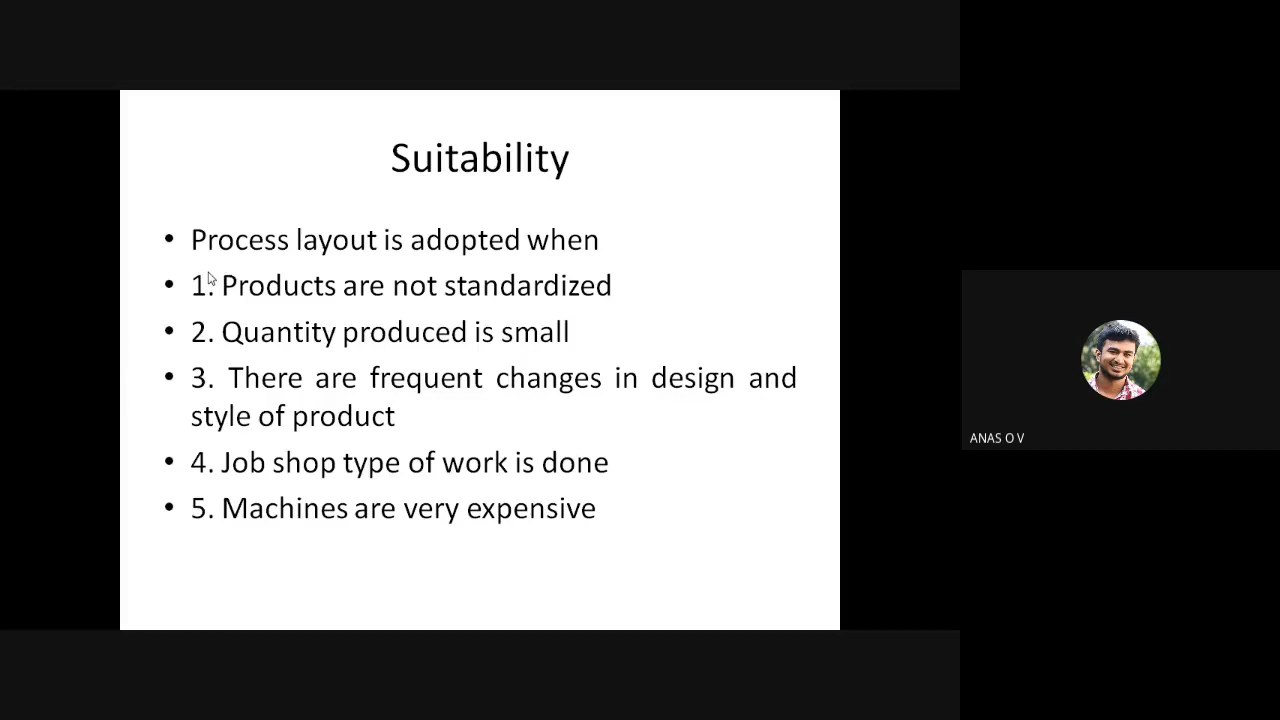 Suitability
• Process layout is adopted when
• 1. Products are not standardized
• 2. Quantity produced is small
• 3. There are frequent changes in design and
style of product
• 4. Job shop type of work is done
• 5. Machines are very expensive
ANAS O V